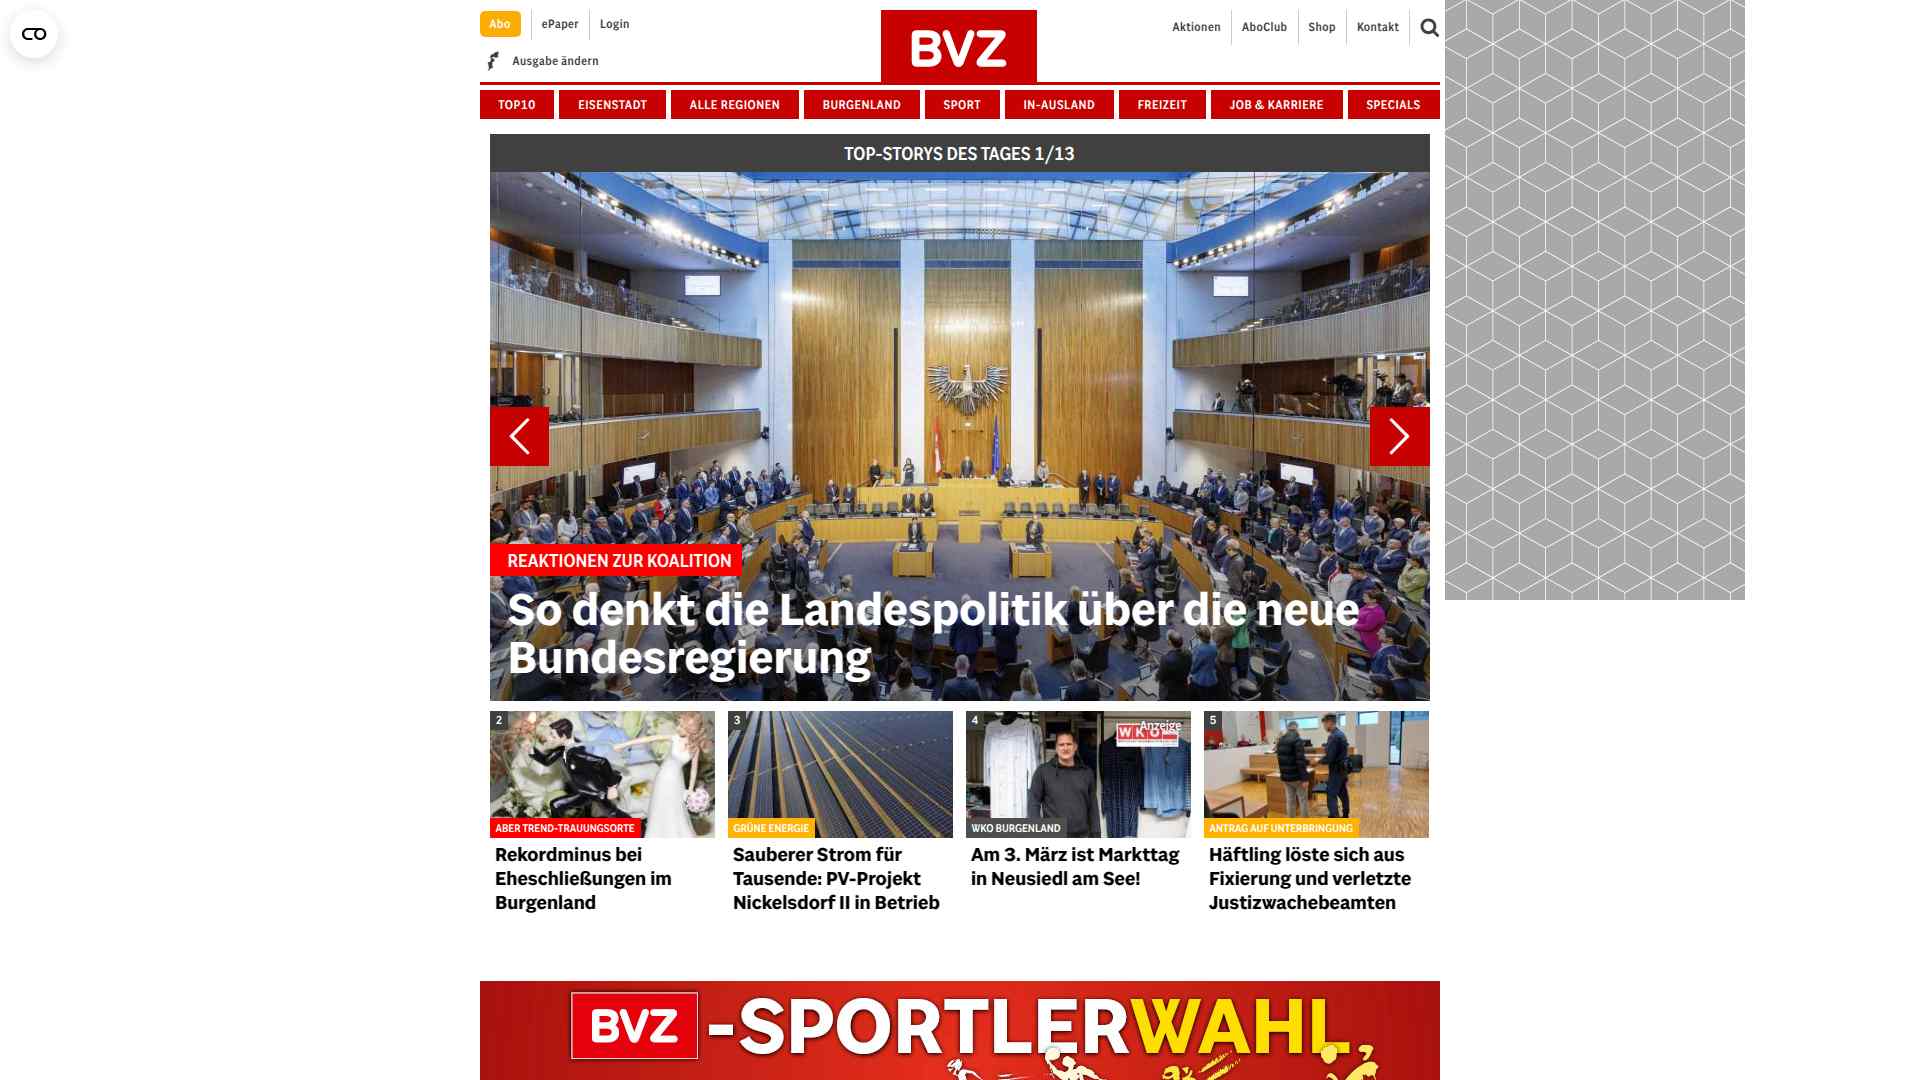 Abo
ePaper
Login
Ausgabe ändern
BVZ
Aktionen
AboClub
Shop
Kontakt
TOP10
EISENSTADT
ALLE REGIONEN
BURGENLAND
SPORT
IN-AUSLAND
FREIZEIT
JOB & KARRIERE
SPECIALS
TOP-STORYS DES TAGES 1/13
REAKTIONEN ZUR KOALITION
So denkt die Landespolitik über die neue
Bundesregierung
2
ABER TREND-TRAUUNGSORTE
Rekordminus bei
Eheschließungen im
Burgenland
3
GRÜNE ENERGIE
Sauberer Strom für
Tausende: PV-Projekt
Nickelsdorf II in Betrieb
4
Anzeige
WKO
WKO BURGENLAND
Am 3. März ist Markttag
in Neusiedl am See!
5
ANTRAG AUF UNTERBRINGUNG
Häftling löste sich aus
Fixierung und verletzte
Justizwachebeamten
BVZ -SPORTLERWAHL